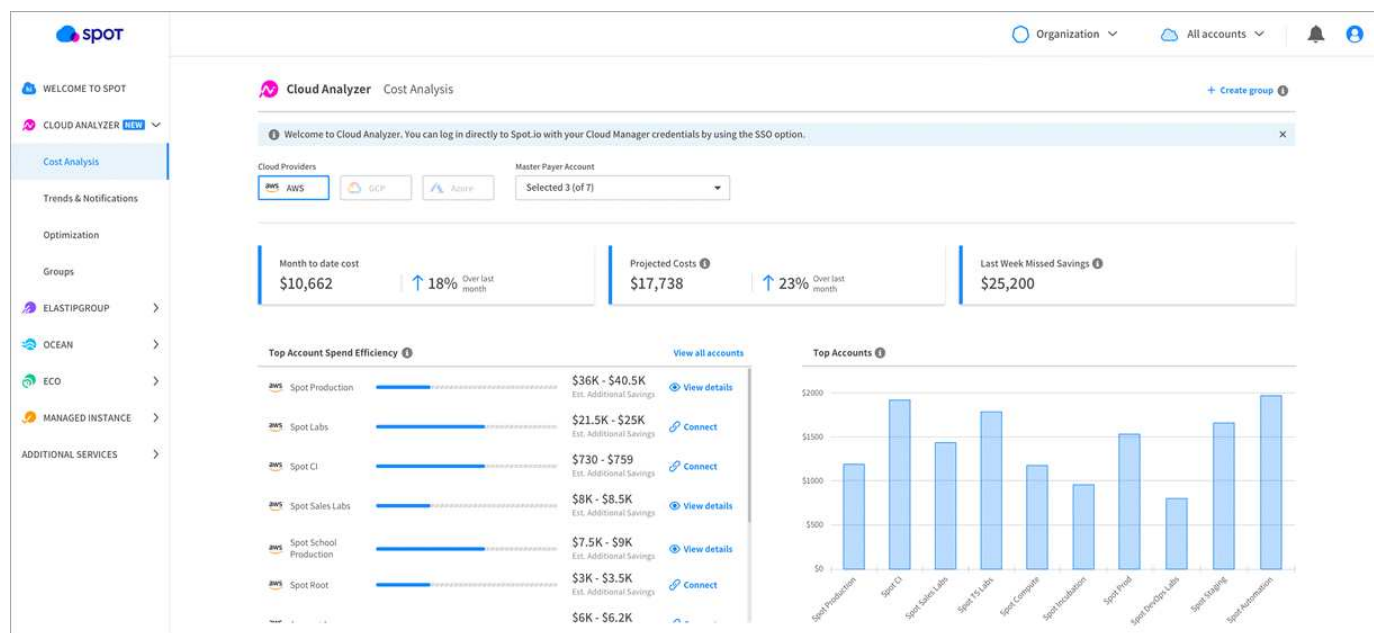 spot
Organization
All accounts
WELCOME TO SPOT
CLOUD ANALYZER NEW
Cost Analysis
Trends & Notifications
Optimization
Groups
ELASTIPGROUP
OCEAN
ECO
MANAGED INSTANCE
ADDITIONAL SERVICES
Cloud Analyzer Cost Analysis
+ Create group
Welcome to Cloud Analyzer. You can log in directly to Spot.io with your Cloud Manager credentials by using the SSO option.
Cloud Providers
Master Payer Account
aws AWS
GCP
Azure
Selected 3 (of 7)
Month to date cost
$10,662
18% Over last
month
Projected Costs
$17,738
23% Over last
month
Last Week Missed Savings
$25,200
Top Account Spend Efficiency
View all accounts
aws Spot Production
$36K - $40.5K
Est. Additional Savings
View details
aws Spot Labs
$21.5K - $25K
Est. Additional Savings
Connect
aws Spot CI
$730 - $759
Est. Additional Savings
Connect
aws Spot Sales Labs
$8K - $8.5K
Est. Additional Savings
View details
aws Spot School
Production
$7.5K - $9K
Est. Additional Savings
View details
aws Spot Root
$3K - $3.5K
Est. Additional Savings
Connect
$6K - $6.2K
Top Accounts
$2000
$1500
$1000
$500
$0
Spot Production
Spot CI
Spot Sales Labs
Spot TS Labs
Spot Compute
Spot Incubation
Spot Prod
Spot DevOps Labs
Spot Staging
Spot Automation